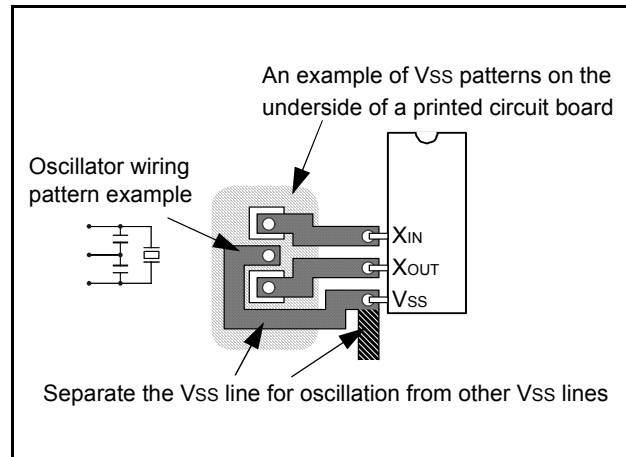 An example of VSS patterns on the
underside of a printed circuit board
Oscillator wiring
pattern example
XIN
XOUT
VSS
Separate the VSS line for oscillation from other VSS lines